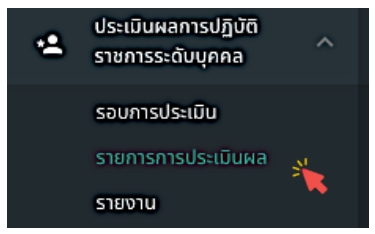 ประเมินผลการปฏิบัติ
ราชการระดับบุคคล
รอบการประเมิน
รายการการประเมินผล
รายงาน